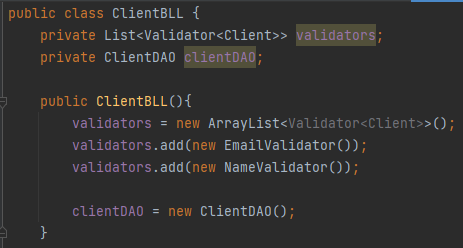 public class ClientBLL {
    private List<Validator<Client>> validators;
    private ClientDAO clientDAO;

    public ClientBLL(){
        validators = new ArrayList<Validator<Client>>();
        validators.add(new EmailValidator());
        validators.add(new NameValidator());

        clientDAO = new ClientDAO();
    }